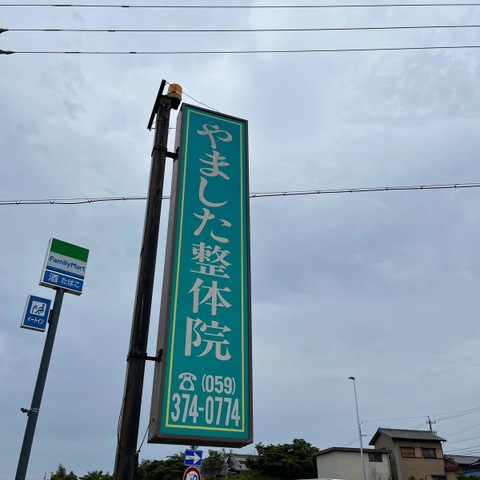 やました整体院
☎(059)
374-0774
FamilyMart
酒 たばこ
イートイン